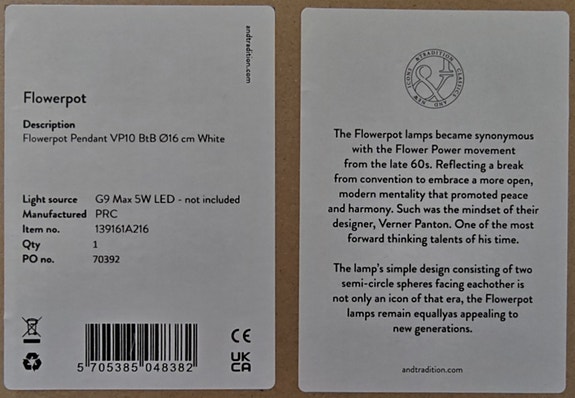 andtradition.com
Flowerpot
Description
Flowerpot Pendant VP10 BtB Ø16 cm White
Light source G9 Max 5W LED - not included
Manufactured PRC
Item no. 139161A216
Qty 1
PO no. 70392
5 705385 048382
CE
UK
CA
&TRADITION CLASSICS AND NEW ICONS
&
The Flowerpot lamps became synonymous
with the Flower Power movement
from the late 60s. Reflecting a break
from convention to embrace a more open,
modern mentality that promoted peace
and harmony. Such was the mindset of their
designer, Verner Panton. One of the most
forward thinking talents of his time.
The lamp's simple design consisting of two
semi-circle spheres facing eachother is
not only an icon of that era, the Flowerpot
lamps remain equallyas appealing to
new generations.
andtradition.com